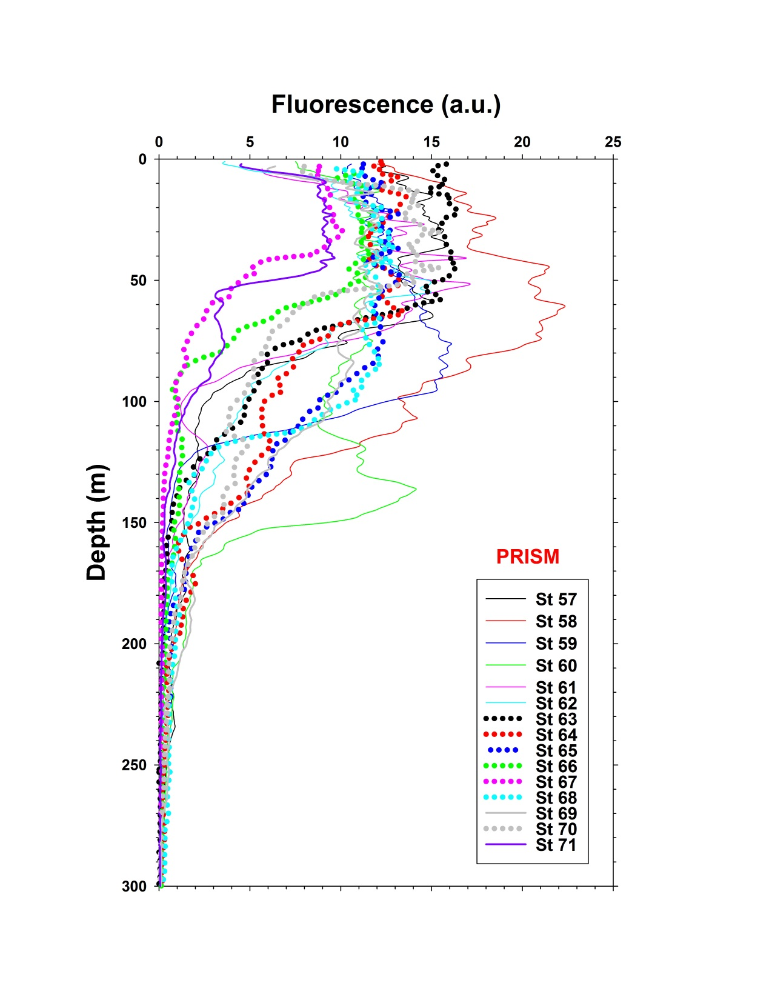 Fluorescence (a.u.)
0 5 10 15 20 25
0
50
100
150
200
250
300
Depth (m)
PRISM
St 57
St 58
St 59
St 60
St 61
St 62
St 63
St 64
St 65
St 66
St 67
St 68
St 69
St 70
St 71